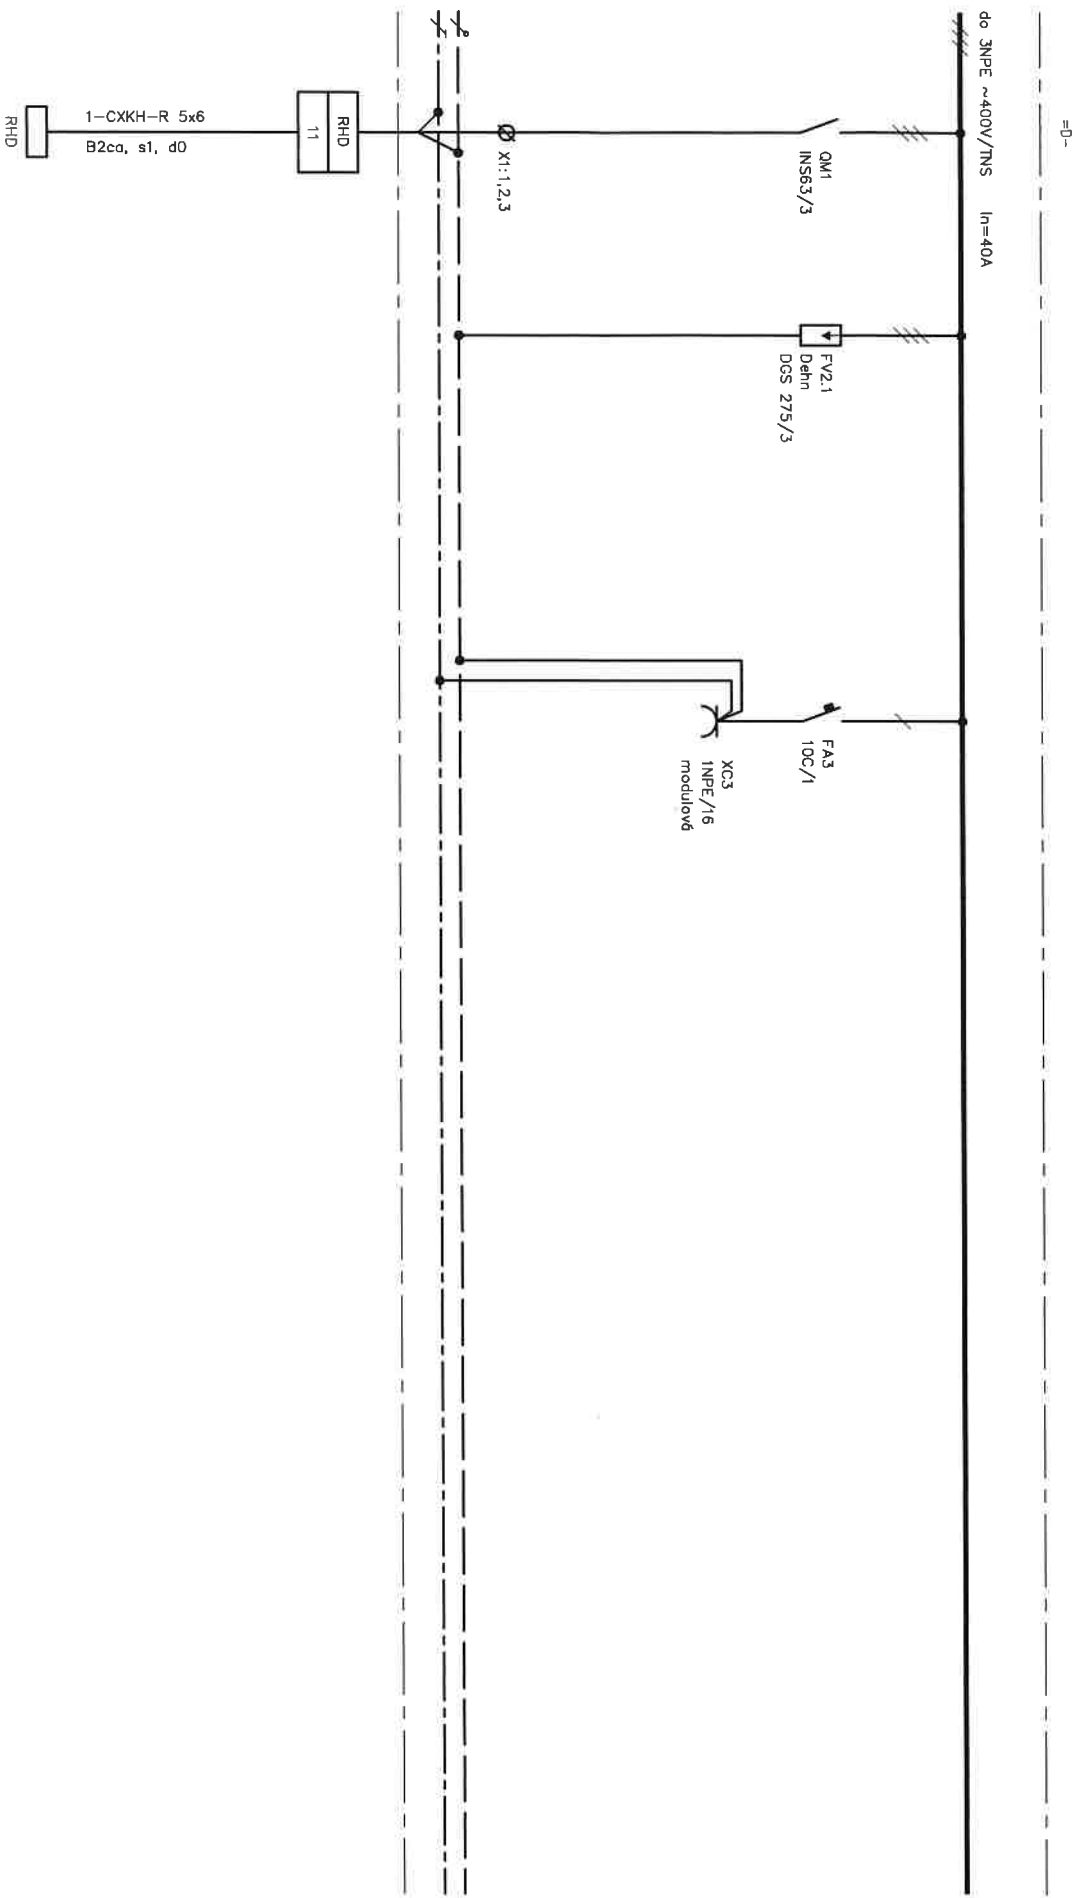 =D-
do 3NPE ~400V/TNS In=40A
QM1
INS63/3
FV2.1
Dehn
DGS 275/3
FA3
10C/1
XC3
1NPE/16
modulová
X1:1,2,3
RHD
11
1-CXKH-R 5x6
B2ca, s1, d0
RHD